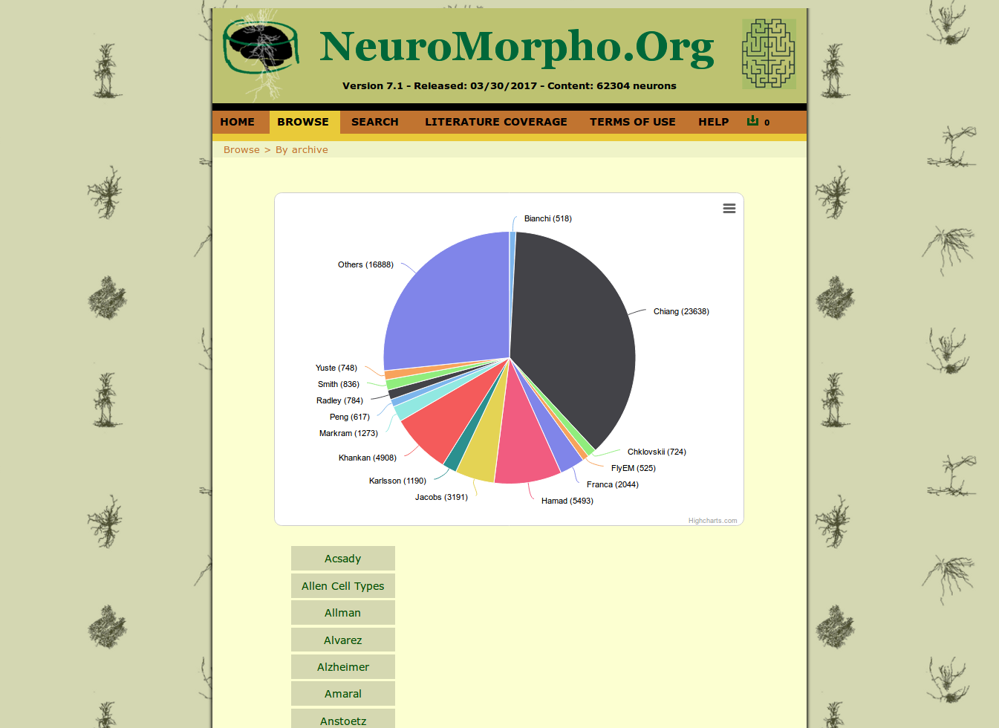 NeuroMorpho.Org
Version 7.1 - Released: 03/30/2017 - Content: 62304 neurons
HOME BROWSE SEARCH LITERATURE COVERAGE TERMS OF USE HELP 0
Browse > By archive
Bianchi (518)
Others (16888)
Chiang (23638)
Yuste (748)
Smith (836)
Radley (784)
Peng (617)
Markram (1273)
Chklovskii (724)
Khankan (4908)
FlyEM (525)
Karlsson (1190)
Franca (2044)
Jacobs (3191)
Hamad (5493)
Highcharts.com
Acsady
Allen Cell Types
Allman
Alvarez
Alzheimer
Amaral
Anstoetz